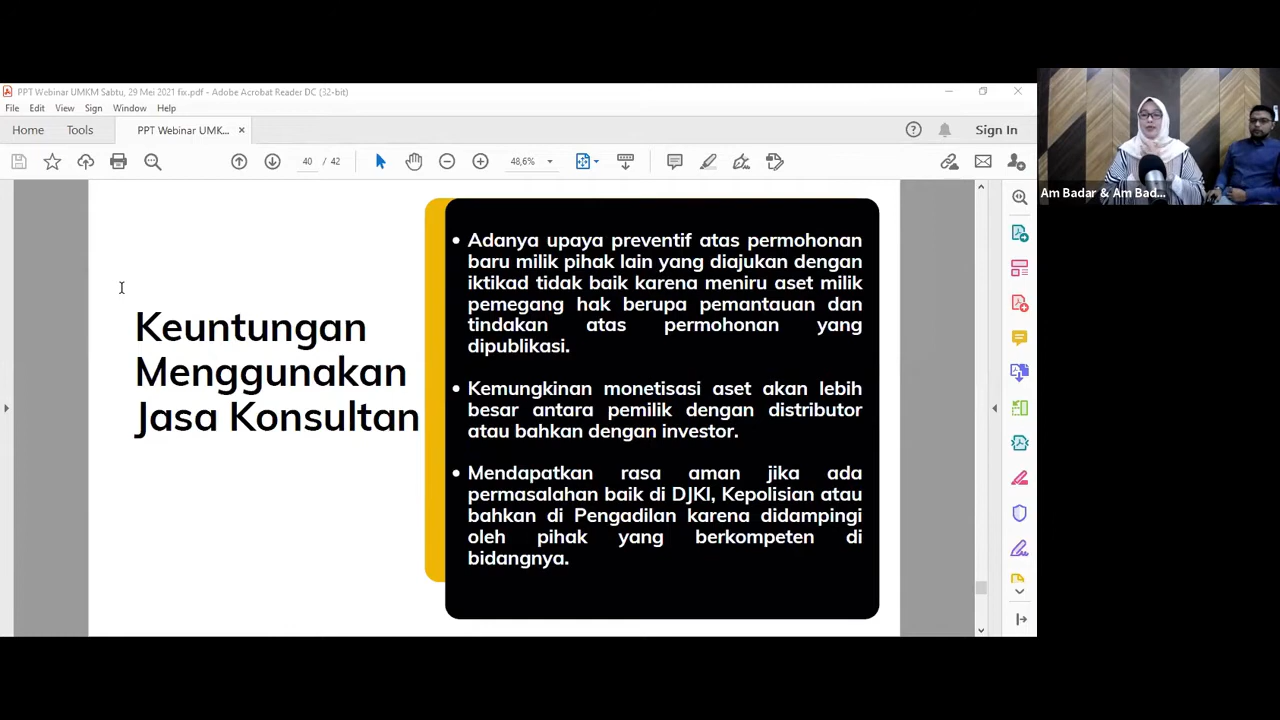 PPT Webinar UMKM Sabtu, 29 Mei 2021 fix.pdf - Adobe Acrobat Reader DC (32-bit)
File Edit View Sign Window Help
Home Tools PPT Webinar UMK... × Sign In
40 / 42 48,6%
Am Badar & Am Bad...
Keuntungan
Menggunakan
Jasa Konsultan
• Adanya upaya preventif atas permohonan
baru milik pihak lain yang diajukan dengan
iktikad tidak baik karena meniru aset milik
pemegang hak berupa pemantauan dan
tindakan atas permohonan yang
dipublikasi.
• Kemungkinan monetisasi aset akan lebih
besar antara pemilik dengan distributor
atau bahkan dengan investor.
• Mendapatkan rasa aman jika ada
permasalahan baik di DJKI, Kepolisian atau
bahkan di Pengadilan karena didampingi
oleh pihak yang berkompeten di
bidangnya.